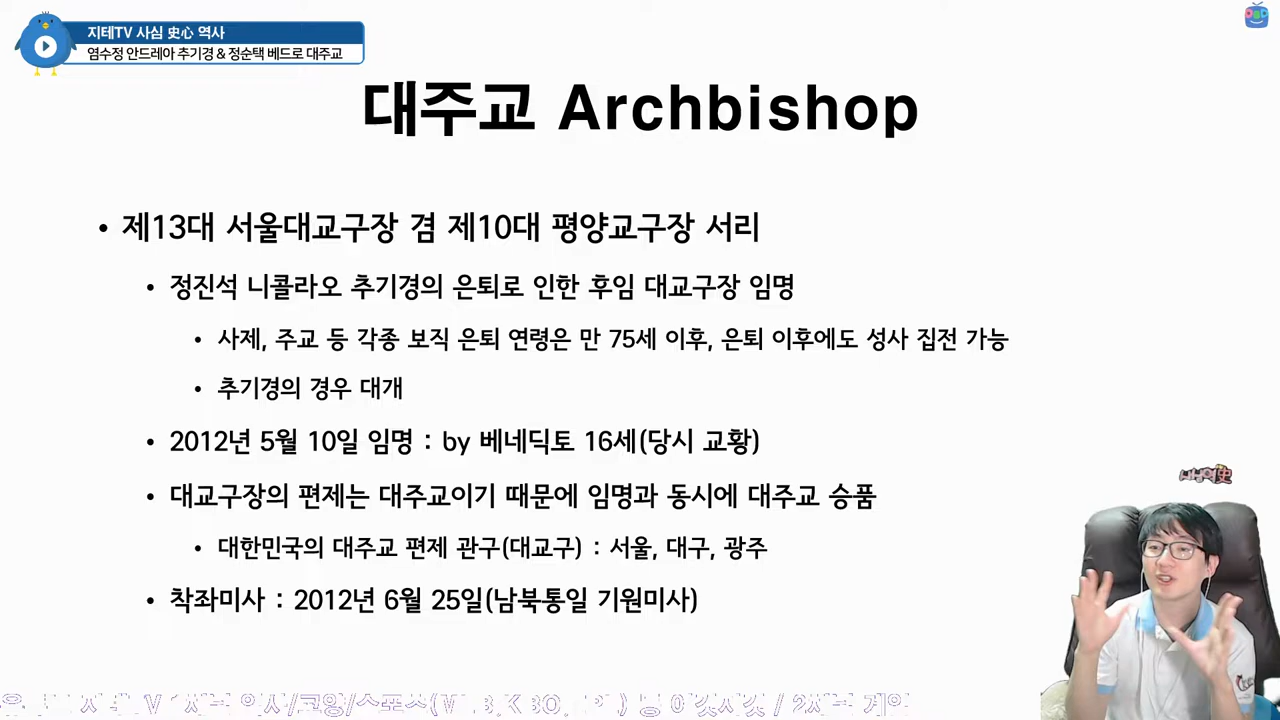 지테TV 사심 史心 역사
염수정 안드레아 추기경 & 정순택 베드로 대주교
대주교 Archbishop
• 제13대 서울대교구장 겸 제10대 평양교구장 서리
• 정진석 니콜라오 추기경의 은퇴로 인한 후임 대교구장 임명
• 사제, 주교 등 각종 보직 은퇴 연령은 만 75세 이후, 은퇴 이후에도 성사 집전 가능
• 추기경의 경우 대개
• 2012년 5월 10일 임명 : by 베네딕토 16세(당시 교황)
• 대교구장의 편제는 대주교이기 때문에 임명과 동시에 대주교 승품
• 대한민국의 대주교 편제 관구(대교구) : 서울, 대구, 광주
• 착좌미사 : 2012년 6월 25일(남북통일 기원미사)